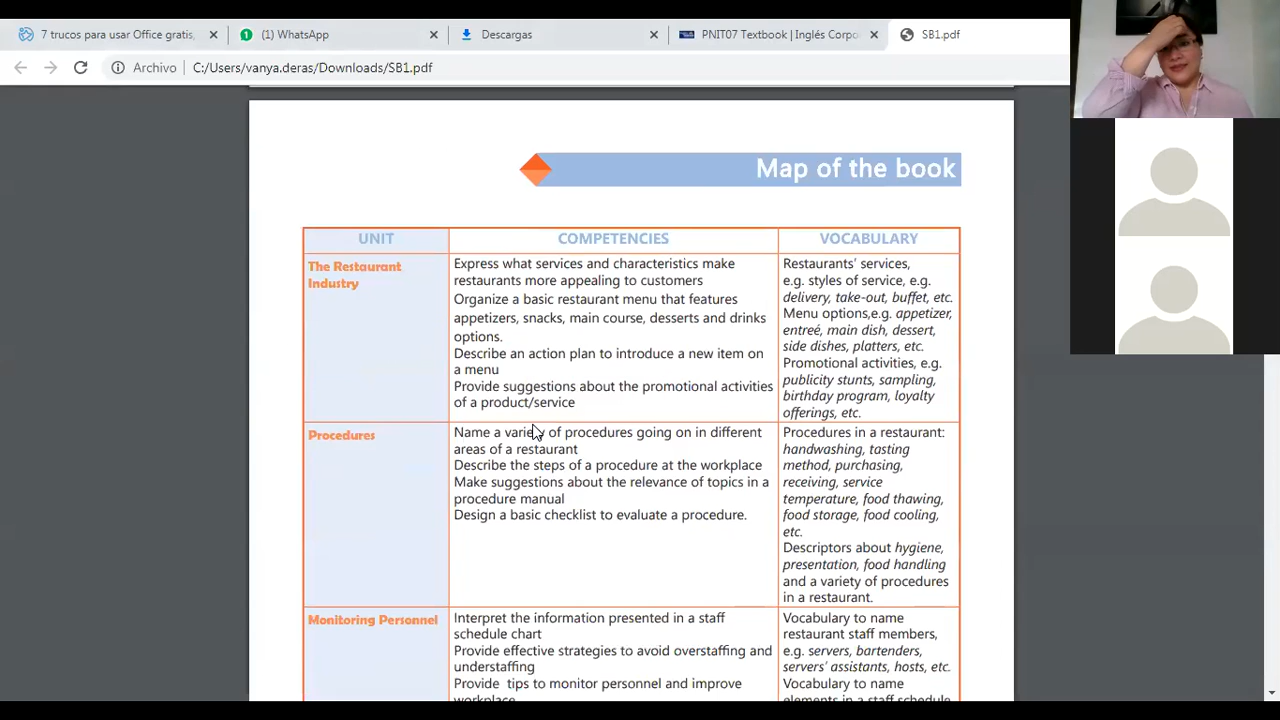 7 trucos para usar Office gratis,
(1) WhatsApp
Descargas
PNIT07 Textbook | Inglés Corpo
SB1.pdf
Archivo
C:/Users/vanya.deras/Downloads/SB1.pdf
Map of the book
UNIT
COMPETENCIES
VOCABULARY
The Restaurant
Industry
Express what services and characteristics make
restaurants more appealing to customers
Organize a basic restaurant menu that features
appetizers, snacks, main course, desserts and drinks
options.
Describe an action plan to introduce a new item on
a menu
Provide suggestions about the promotional activities
of a product/service
Restaurants’ services,
e.g. styles of service, e.g.
delivery, take-out, buffet, etc.
Menu options,e.g. appetizer,
entreé, main dish, dessert,
side dishes, platters, etc.
Promotional activities, e.g.
publicity stunts, sampling,
birthday program, loyalty
offerings, etc.
Procedures
Name a variety of procedures going on in different
areas of a restaurant
Describe the steps of a procedure at the workplace
Make suggestions about the relevance of topics in a
procedure manual
Design a basic checklist to evaluate a procedure.
Procedures in a restaurant:
handwashing, tasting
method, purchasing,
receiving, service
temperature, food thawing,
food storage, food cooling,
etc.
Descriptors about hygiene,
presentation, food handling
and a variety of procedures
in a restaurant.
Monitoring Personnel
Interpret the information presented in a staff
schedule chart
Provide effective strategies to avoid overstaffing and
understaffing
Provide tips to monitor personnel and improve
workplace
Vocabulary to name
restaurant staff members,
e.g. servers, bartenders,
servers’ assistants, hosts, etc.
Vocabulary to name
elements in a staff schedule